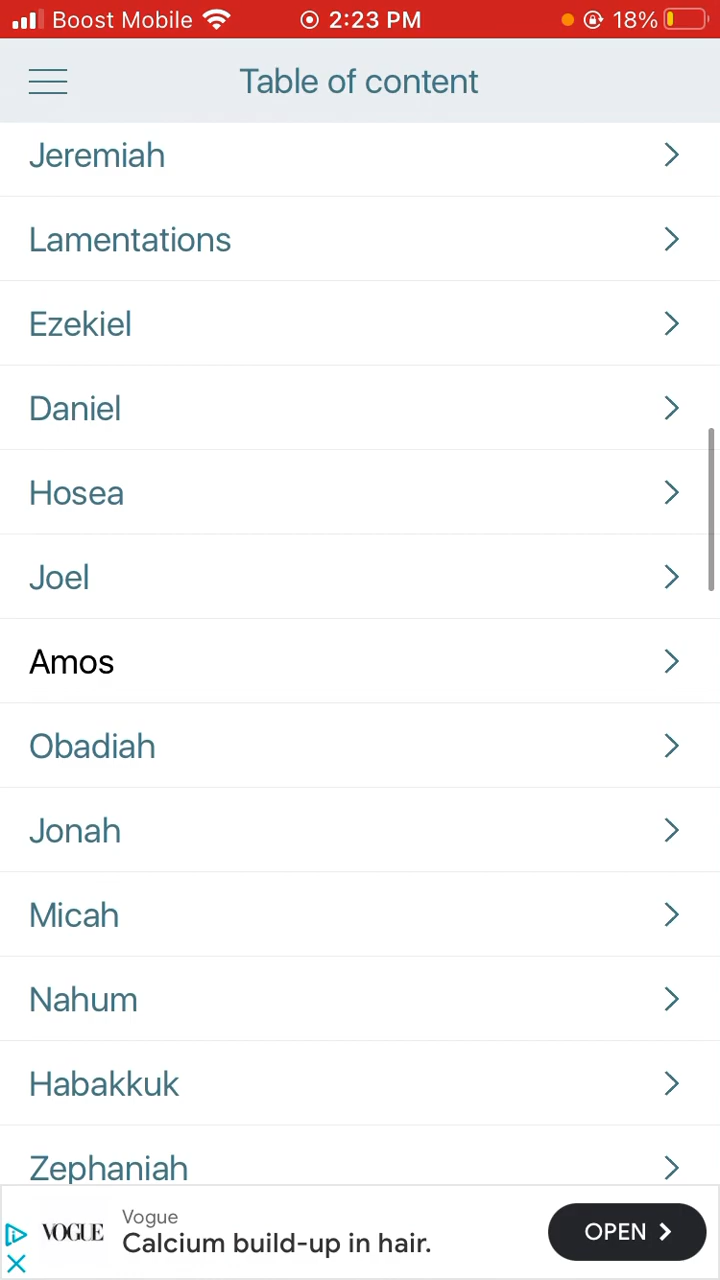 Boost Mobile 2:23 PM 18%
Table of content
Jeremiah
Lamentations
Ezekiel
Daniel
Hosea
Joel
Amos
Obadiah
Jonah
Micah
Nahum
Habakkuk
Zephaniah
VOGUE
Vogue
Calcium build-up in hair.
OPEN